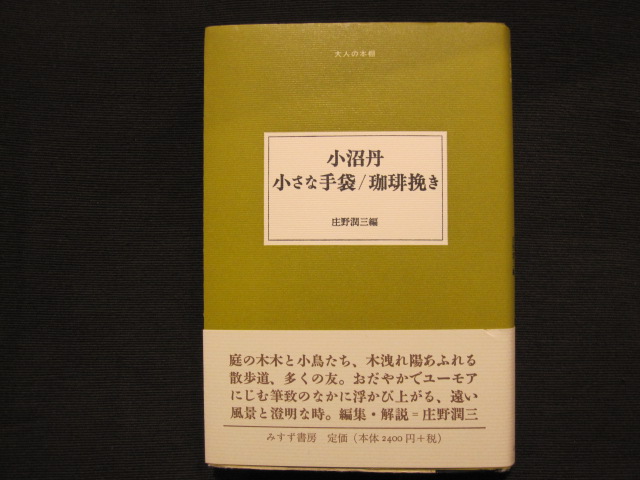 大人の本棚
小沼丹
小さな手袋/珈琲挽き
庄野潤三編
庭の木木と小鳥たち、木洩れ陽あふれる
散歩道、多くの友。おだやかでユーモア
にじむ筆致のなかに浮かび上がる、遠い
風景と澄明な時。編集・解説=庄野潤三
みすず書房 定価(本体2400円+税)